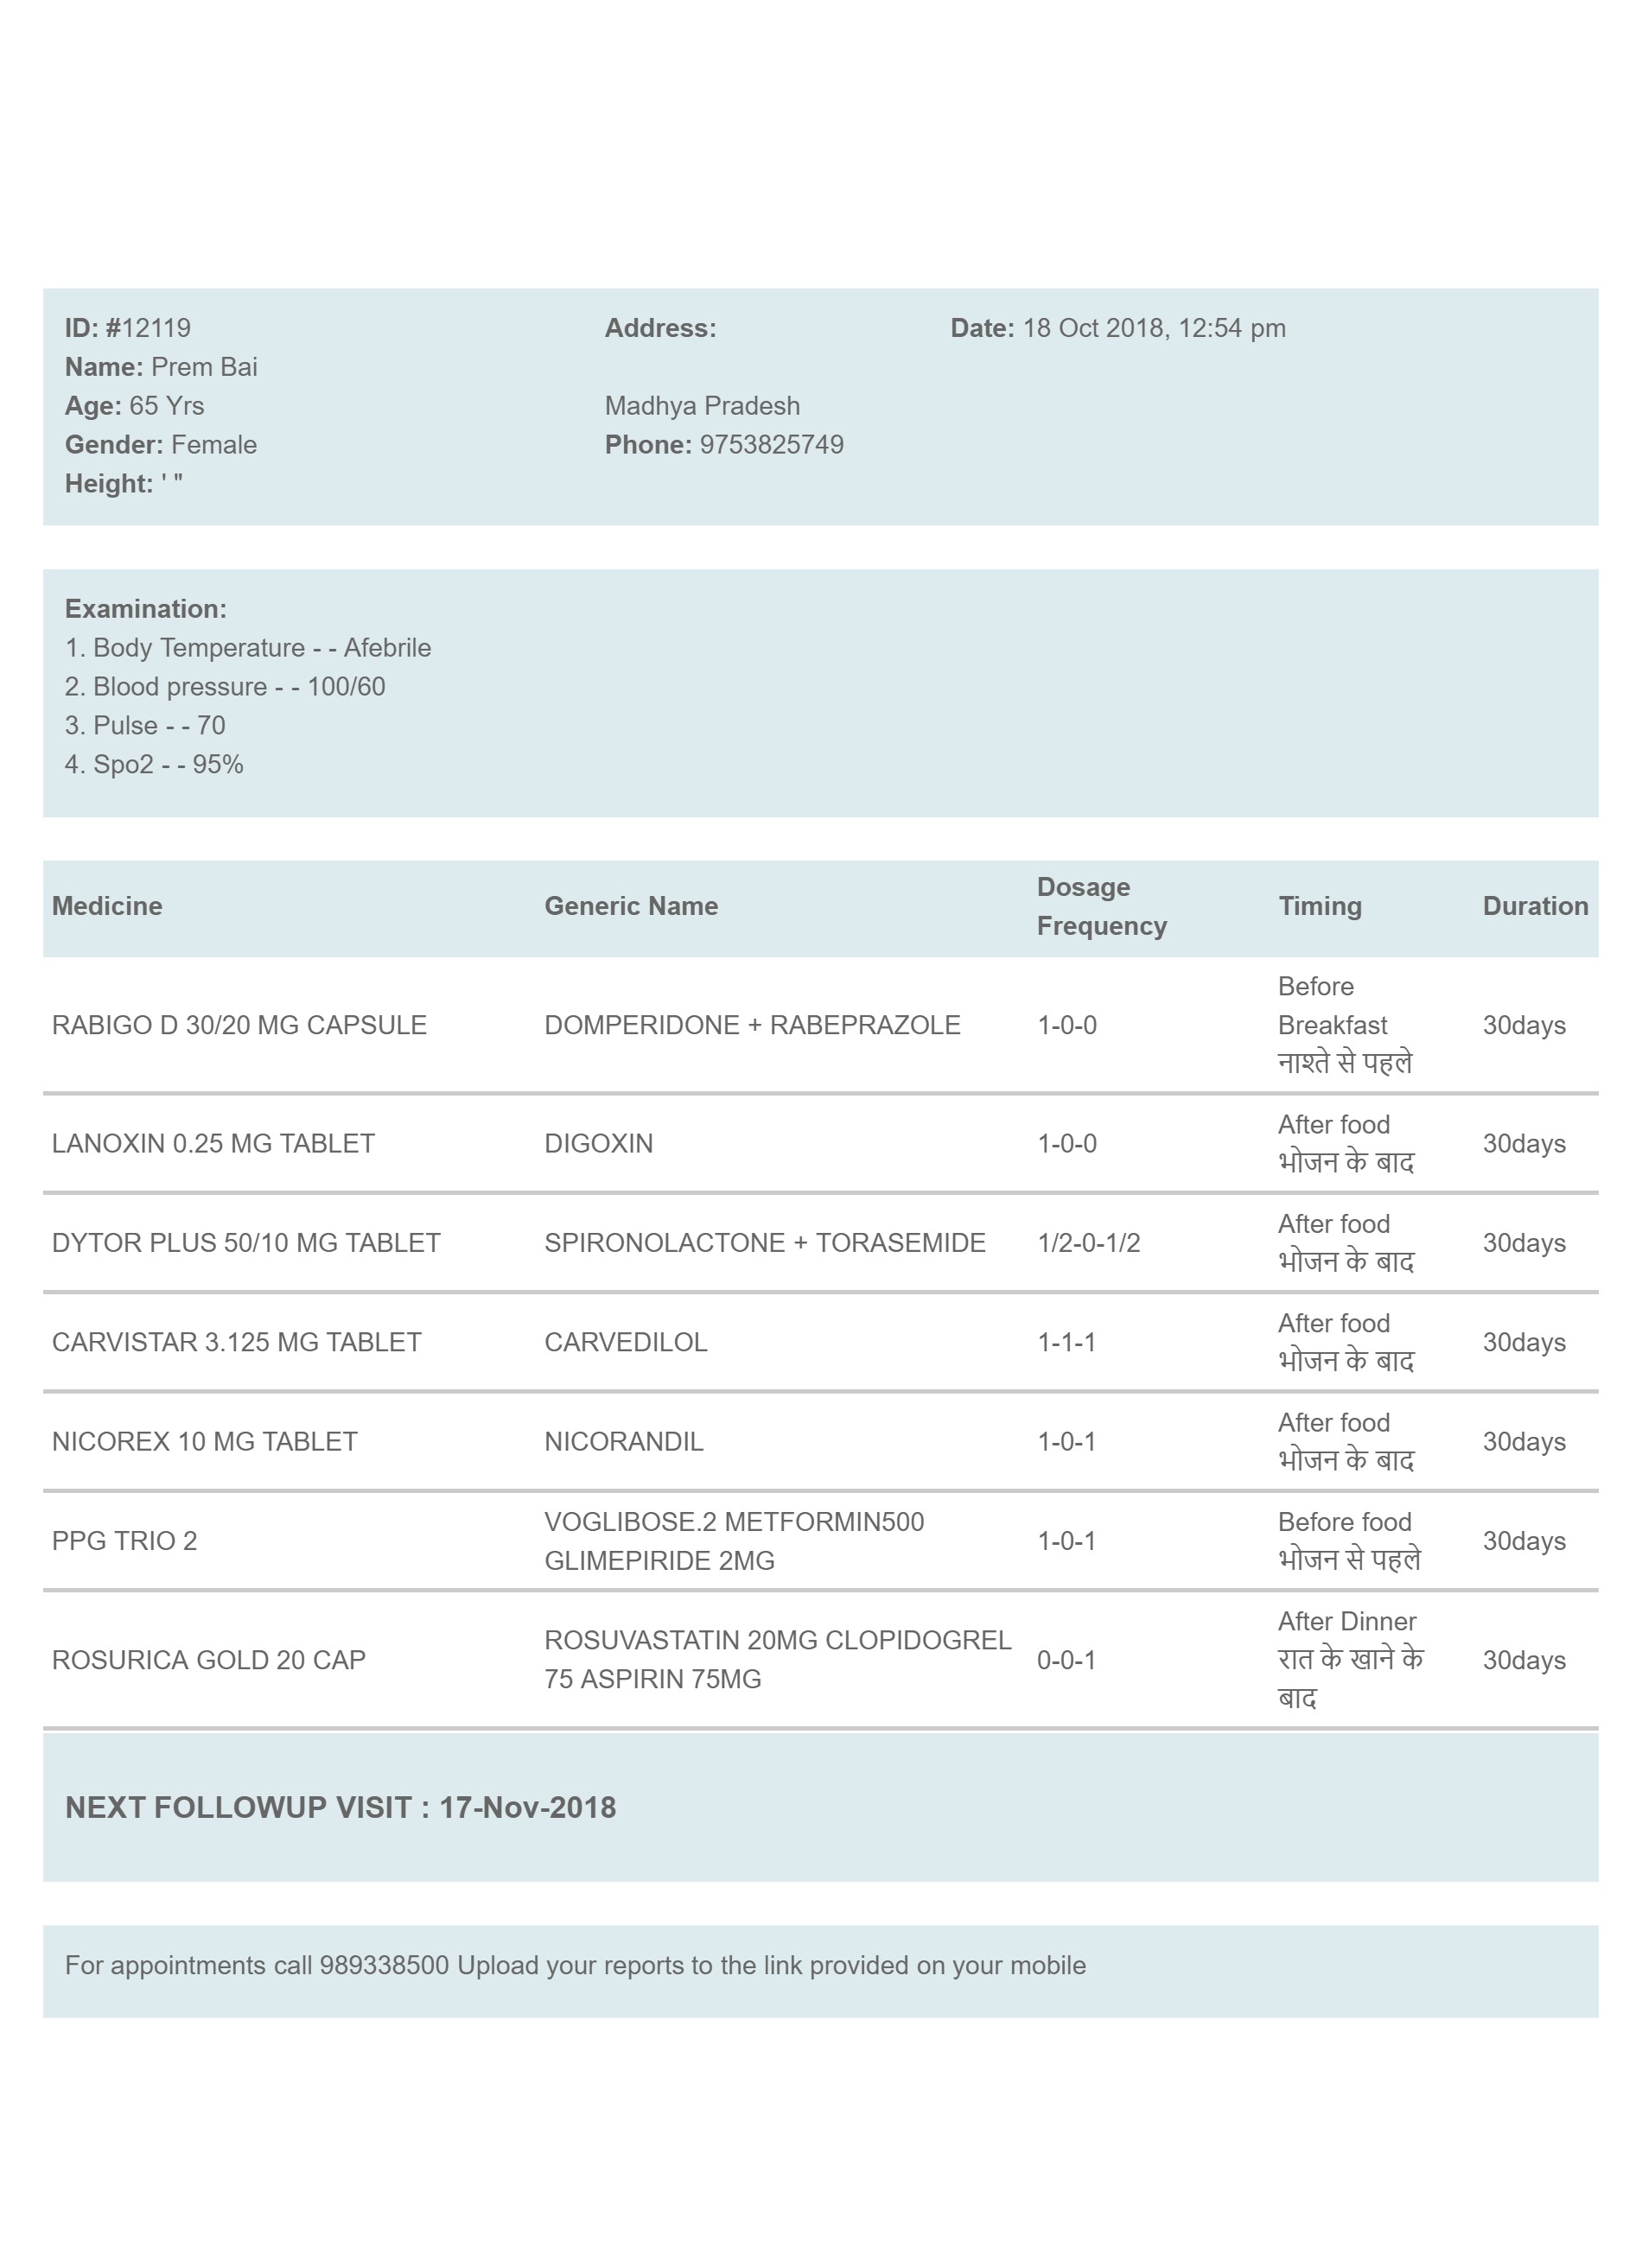 ID: #12119
Address:
Date: 18 Oct 2018, 12:54 pm
Name: Prem Bai
Age: 65 Yrs
Madhya Pradesh
Gender: Female
Phone: 9753825749
Height: ' "
Examination:
1. Body Temperature - - Afebrile
2. Blood pressure - - 100/60
3. Pulse - - 70
4. Spo2 - - 95%
Medicine Generic Name Dosage Frequency Timing Duration
RABIGO D 30/20 MG CAPSULE DOMPERIDONE + RABEPRAZOLE 1-0-0 Before Breakfast नाश्ते से पहले 30days
LANOXIN 0.25 MG TABLET DIGOXIN 1-0-0 After food भोजन के बाद 30days
DYTOR PLUS 50/10 MG TABLET SPIRONOLACTONE + TORASEMIDE 1/2-0-1/2 After food भोजन के बाद 30days
CARVISTAR 3.125 MG TABLET CARVEDILOL 1-1-1 After food भोजन के बाद 30days
NICOREX 10 MG TABLET NICORANDIL 1-0-1 After food भोजन के बाद 30days
PPG TRIO 2 VOGLIBOSE.2 METFORMIN500 GLIMEPIRIDE 2MG 1-0-1 Before food भोजन से पहले 30days
ROSURICA GOLD 20 CAP ROSUVASTATIN 20MG CLOPIDOGREL 75 ASPIRIN 75MG 0-0-1 After Dinner रात के खाने के बाद 30days
NEXT FOLLOWUP VISIT : 17-Nov-2018
For appointments call 989338500 Upload your reports to the link provided on your mobile